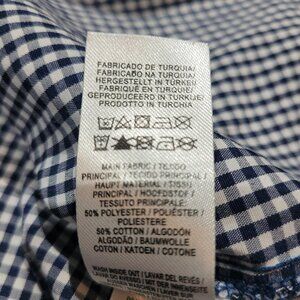 FABRICADO DE TURQUIA/
FABRICADO NA TURQUIA/
HERGESTELLT IN TÜRKEI/
FABRIQUÉ EN TURQUIE/
GEPRODUCEERD IN TURKIJE/
PRODOTTO IN TURCHIA
MAIN FABRIC / TEJIDO
PRINCIPAL / TECIDO PRINCIPAL /
HAUPT MATERIAL / TISSU
PRINCIPAL / HOOFDSTOF /
TESSUTO PRINCIPALE:
50% POLYESTER / POLIÉSTER /
POLIESTERE
50% COTTON / ALGODÓN /
ALGODÃO / BAUMWOLLE
COTON / KATOEN / COTONE
WASH INSIDE OUT / LAVAR DEL REVÉS /